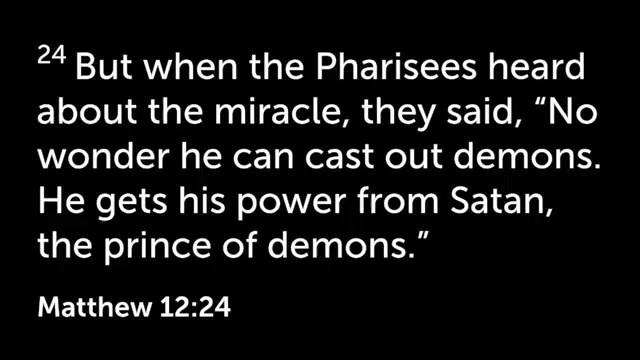 24 But when the Pharisees heard
about the miracle, they said, “No
wonder he can cast out demons.
He gets his power from Satan,
the prince of demons.”
Matthew 12:24